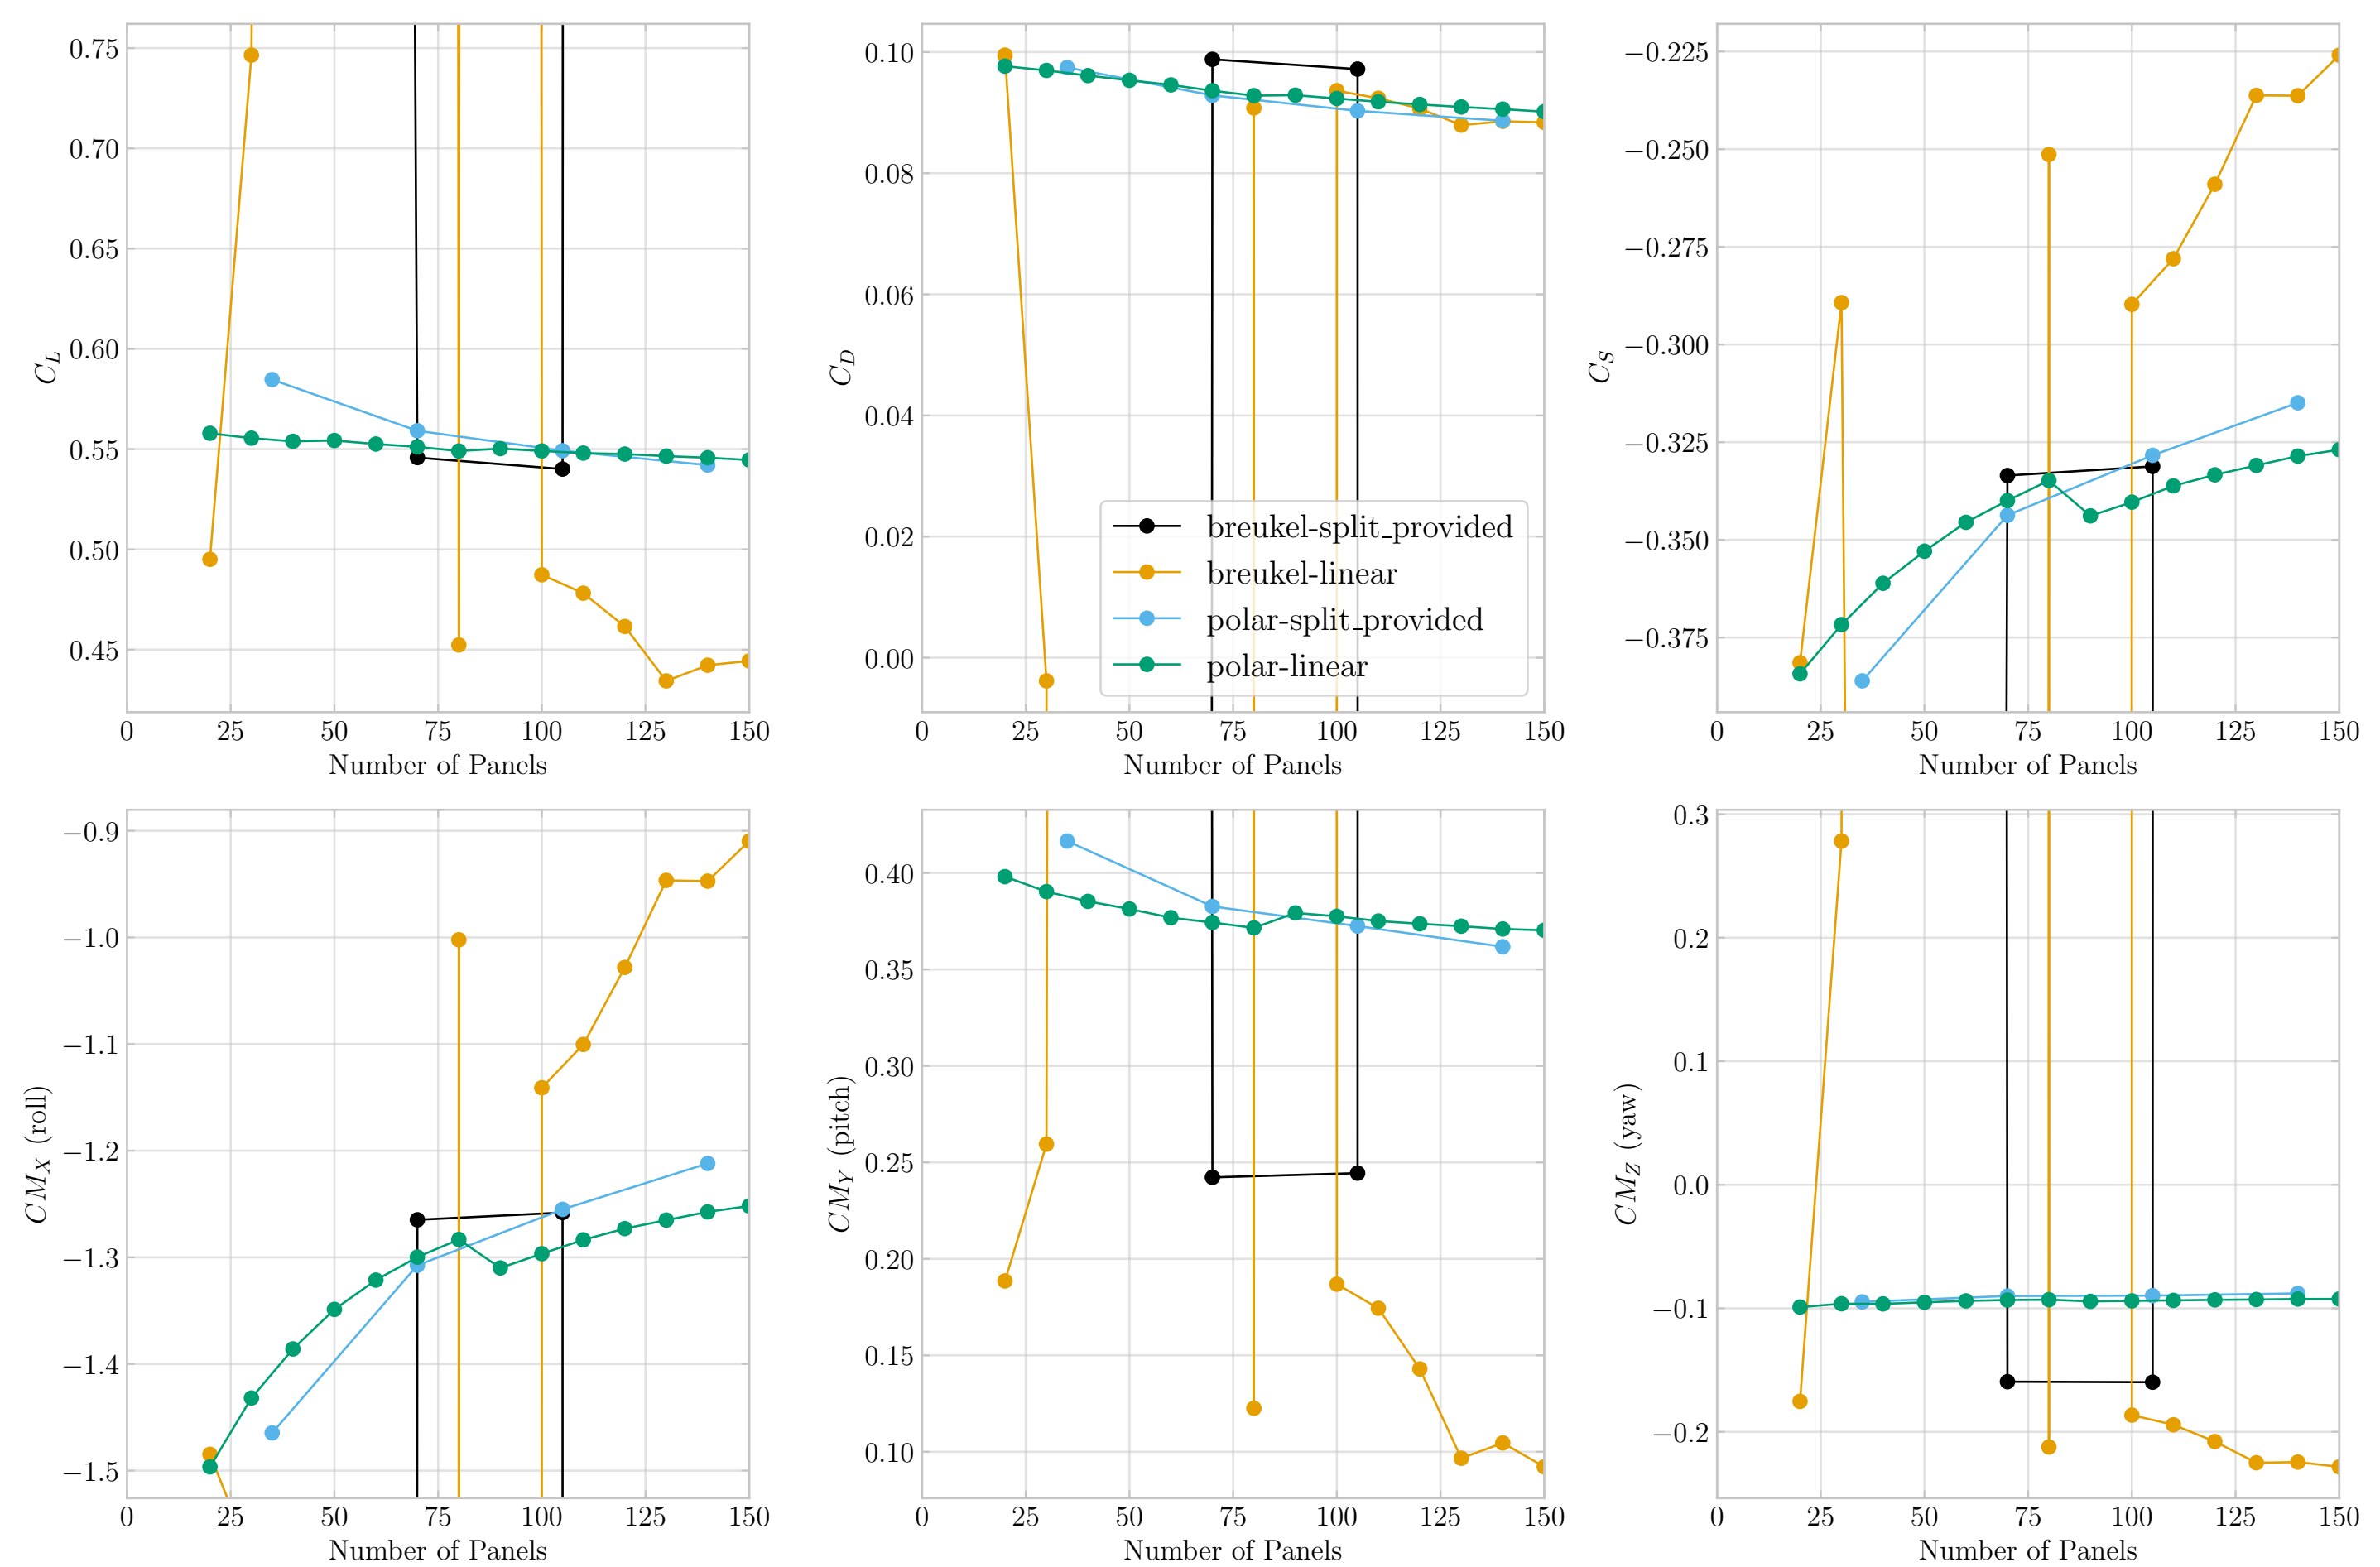 0.75
0.70
0.65
0.60
0.55
0.50
0.45
C_L
0 25 50 75 100 125 150
Number of Panels
0.10
0.08
0.06
0.04
0.02
0.00
C_D
breukel-split_provided
breukel-linear
polar-split_provided
polar-linear
0 25 50 75 100 125 150
Number of Panels
−0.225
−0.250
−0.275
−0.300
−0.325
−0.350
−0.375
C_S
0 25 50 75 100 125 150
Number of Panels
−0.9
−1.0
−1.1
−1.2
−1.3
−1.4
−1.5
CM_X (roll)
0 25 50 75 100 125 150
Number of Panels
0.40
0.35
0.30
0.25
0.20
0.15
0.10
CM_Y (pitch)
0 25 50 75 100 125 150
Number of Panels
0.3
0.2
0.1
0.0
−0.1
−0.2
CM_Z (yaw)
0 25 50 75 100 125 150
Number of Panels